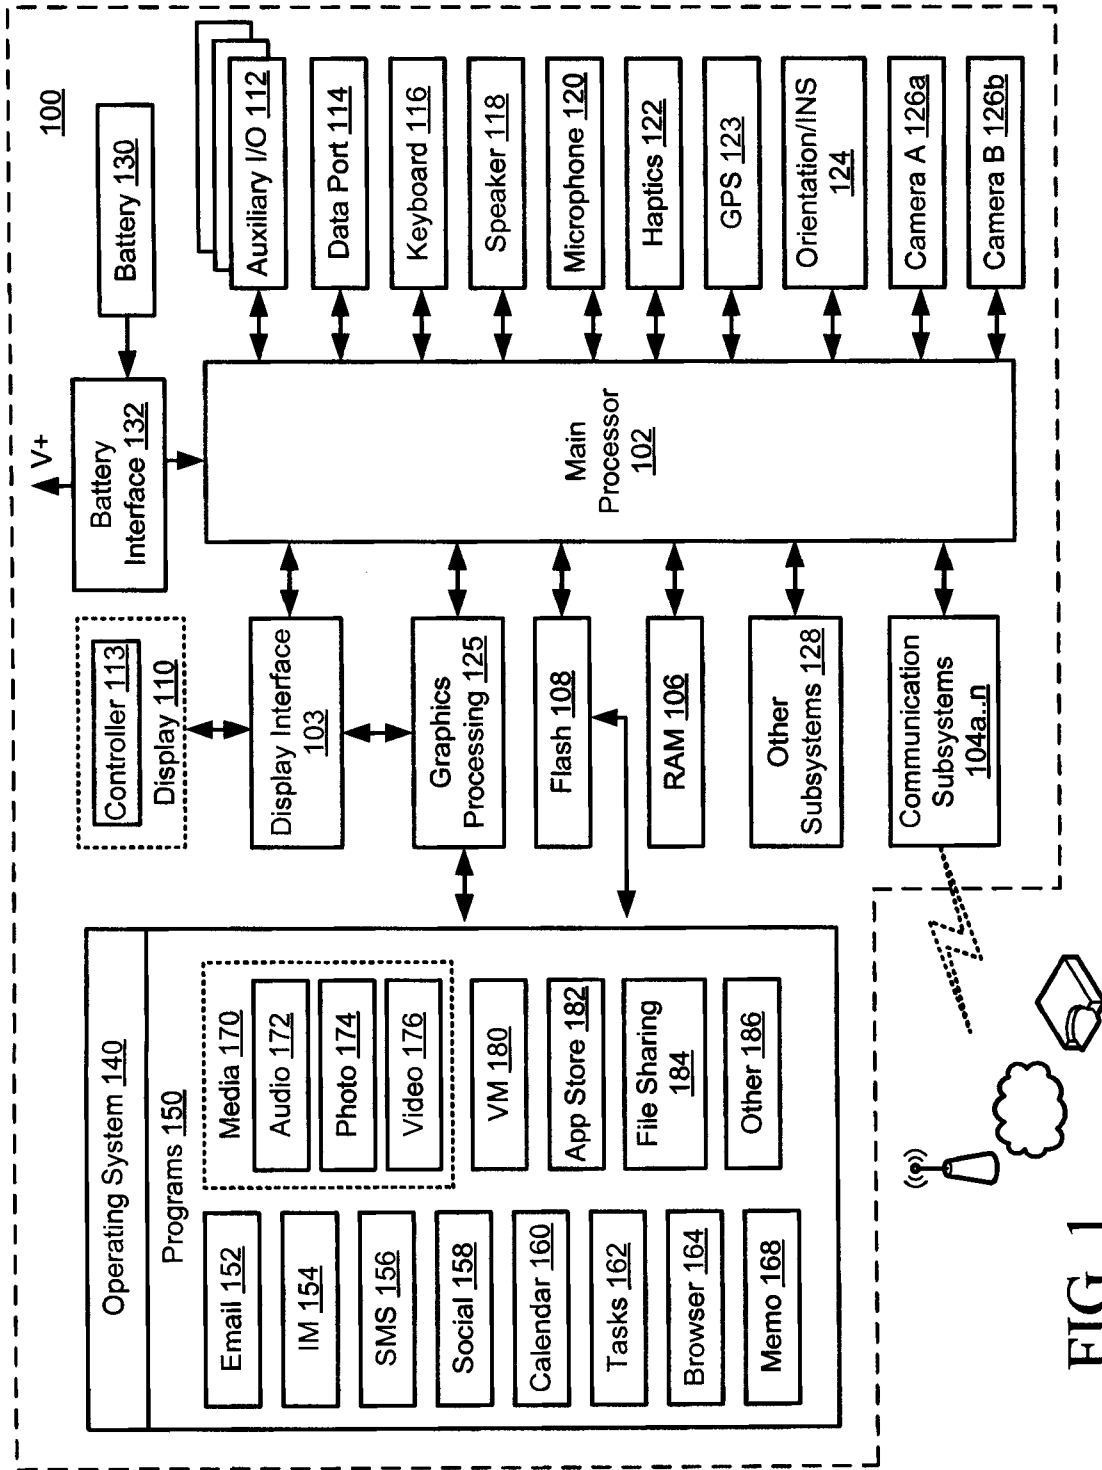 100
Operating System 140
Programs 150
Email 152
IM 154
SMS 156
Social 158
Calendar 160
Tasks 162
Browser 164
Memo 168
Media 170
Audio 172
Photo 174
Video 176
VM 180
App Store 182
File Sharing
184
Other 186
Controller 113
Display 110
Display Interface
103
Graphics
Processing 125
Flash 108
RAM 106
Other
Subsystems 128
Communication
Subsystems
104a..n
V+
Battery
Interface 132
Battery 130
Main
Processor
102
Auxiliary I/O 112
Data Port 114
Keyboard 116
Speaker 118
Microphone 120
Haptics 122
GPS 123
Orientation/INS
124
Camera A 126a
Camera B 126b
FIG. 1